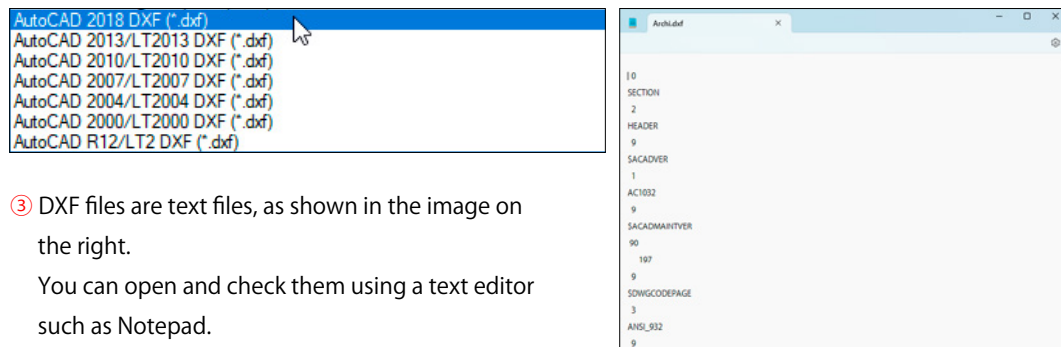 AutoCAD 2018 DXF (*.dxf)
AutoCAD 2013/LT2013 DXF (*.dxf)
AutoCAD 2010/LT2010 DXF (*.dxf)
AutoCAD 2007/LT2007 DXF (*.dxf)
AutoCAD 2004/LT2004 DXF (*.dxf)
AutoCAD 2000/LT2000 DXF (*.dxf)
AutoCAD R12/LT2 DXF (*.dxf)
③ DXF files are text files, as shown in the image on
the right.
You can open and check them using a text editor
such as Notepad.
Archi.dxf
0
SECTION
2
HEADER
9
$ACADVER
1
AC1032
9
$ACADMAINTVER
90
197
9
$DWGCODEPAGE
3
ANSI_932
9